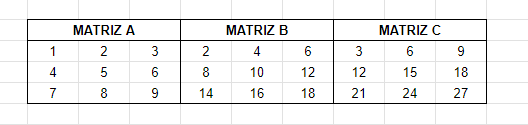 MATRIZ A MATRIZ B MATRIZ C
1 2 3 2 4 6 3 6 9
4 5 6 8 10 12 12 15 18
7 8 9 14 16 18 21 24 27